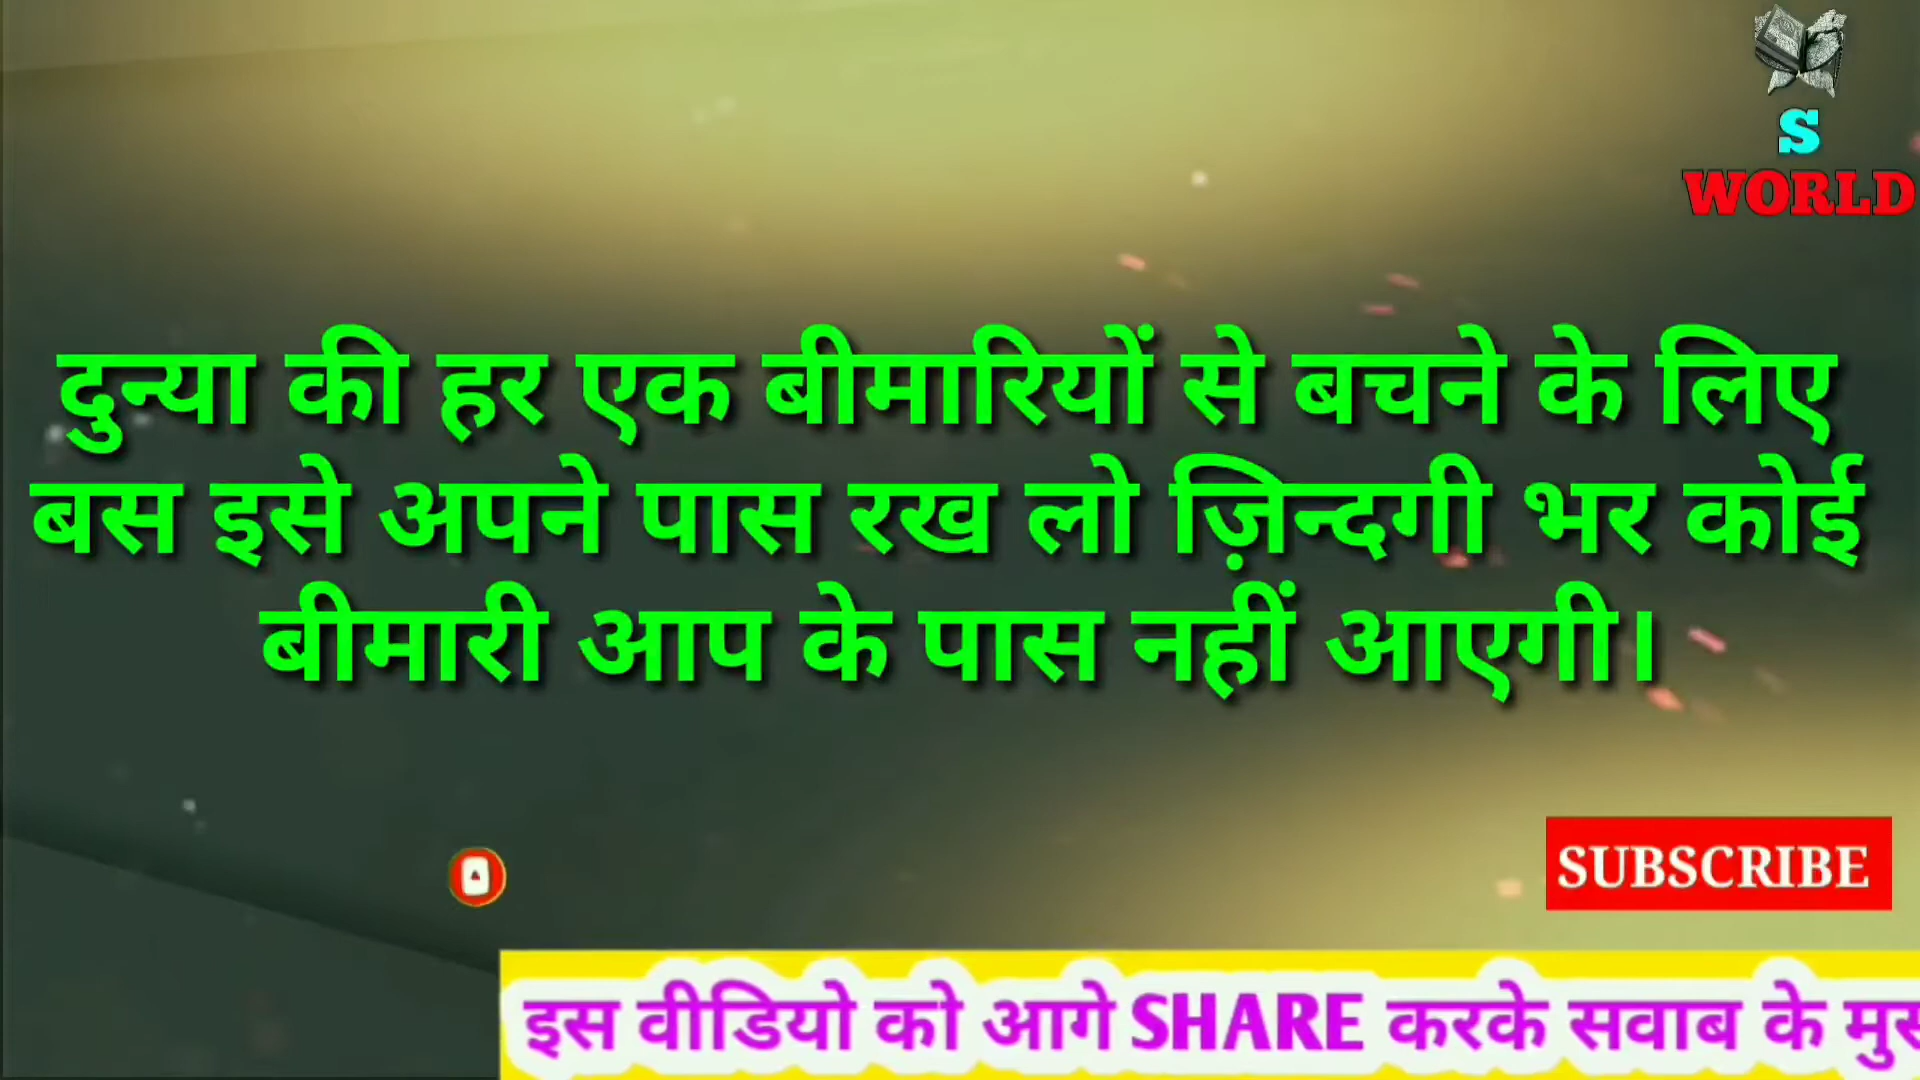 S
WORLD
दुन्या की हर एक बीमारियों से बचने के लिए
बस इसे अपने पास रख लो ज़िन्दगी भर कोई
बीमारी आप के पास नहीं आएगी।
SUBSCRIBE
इस वीडियो को आगे SHARE करके सवाब के